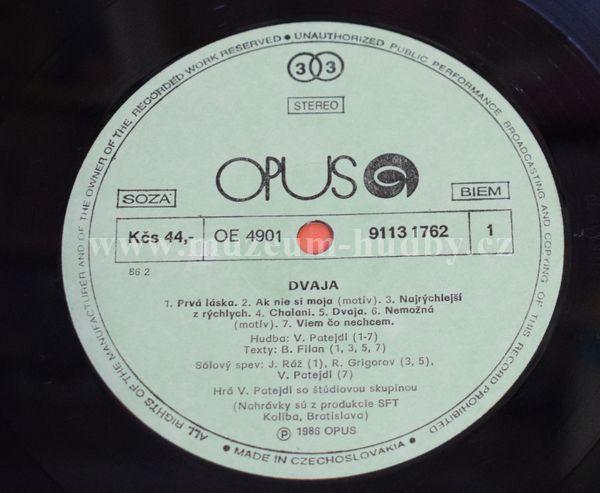 ALL RIGHTS OF THE MANUFACTURER AND OF THE OWNER OF THE RECORDED WORK RESERVED • UNAUTHORIZED PUBLIC PERFORMANCE BROADCASTING AND COPYING OF THIS RECORD PROHIBITED
33
STEREO
OPUS
SOZA
BIEM
Kčs 44,- OE 4901 9113 1762 1
www.muzeum-hudby.cz
86 2
DVAJA
1. Prvá láska. 2. Ak nie si moja (motív). 3. Najrýchlejší
z rýchlych. 4. Chalani. 5. Dvaja. 6. Nemožná
(motív). 7. Viem čo nechcem.
Hudba: V. Patejdl (1-7)
Texty: B. Filan (1, 3, 5, 7)
Sólový spev: J. Ráž (1), R. Grigorov (3, 5),
V. Patejdl (7)
Hrá V. Patejdl so štúdiovou skupinou
(Nahrávky sú z produkcie SFT
Koliba, Bratislava)
Ⓟ 1986 OPUS
• MADE IN CZECHOSLOVAKIA •